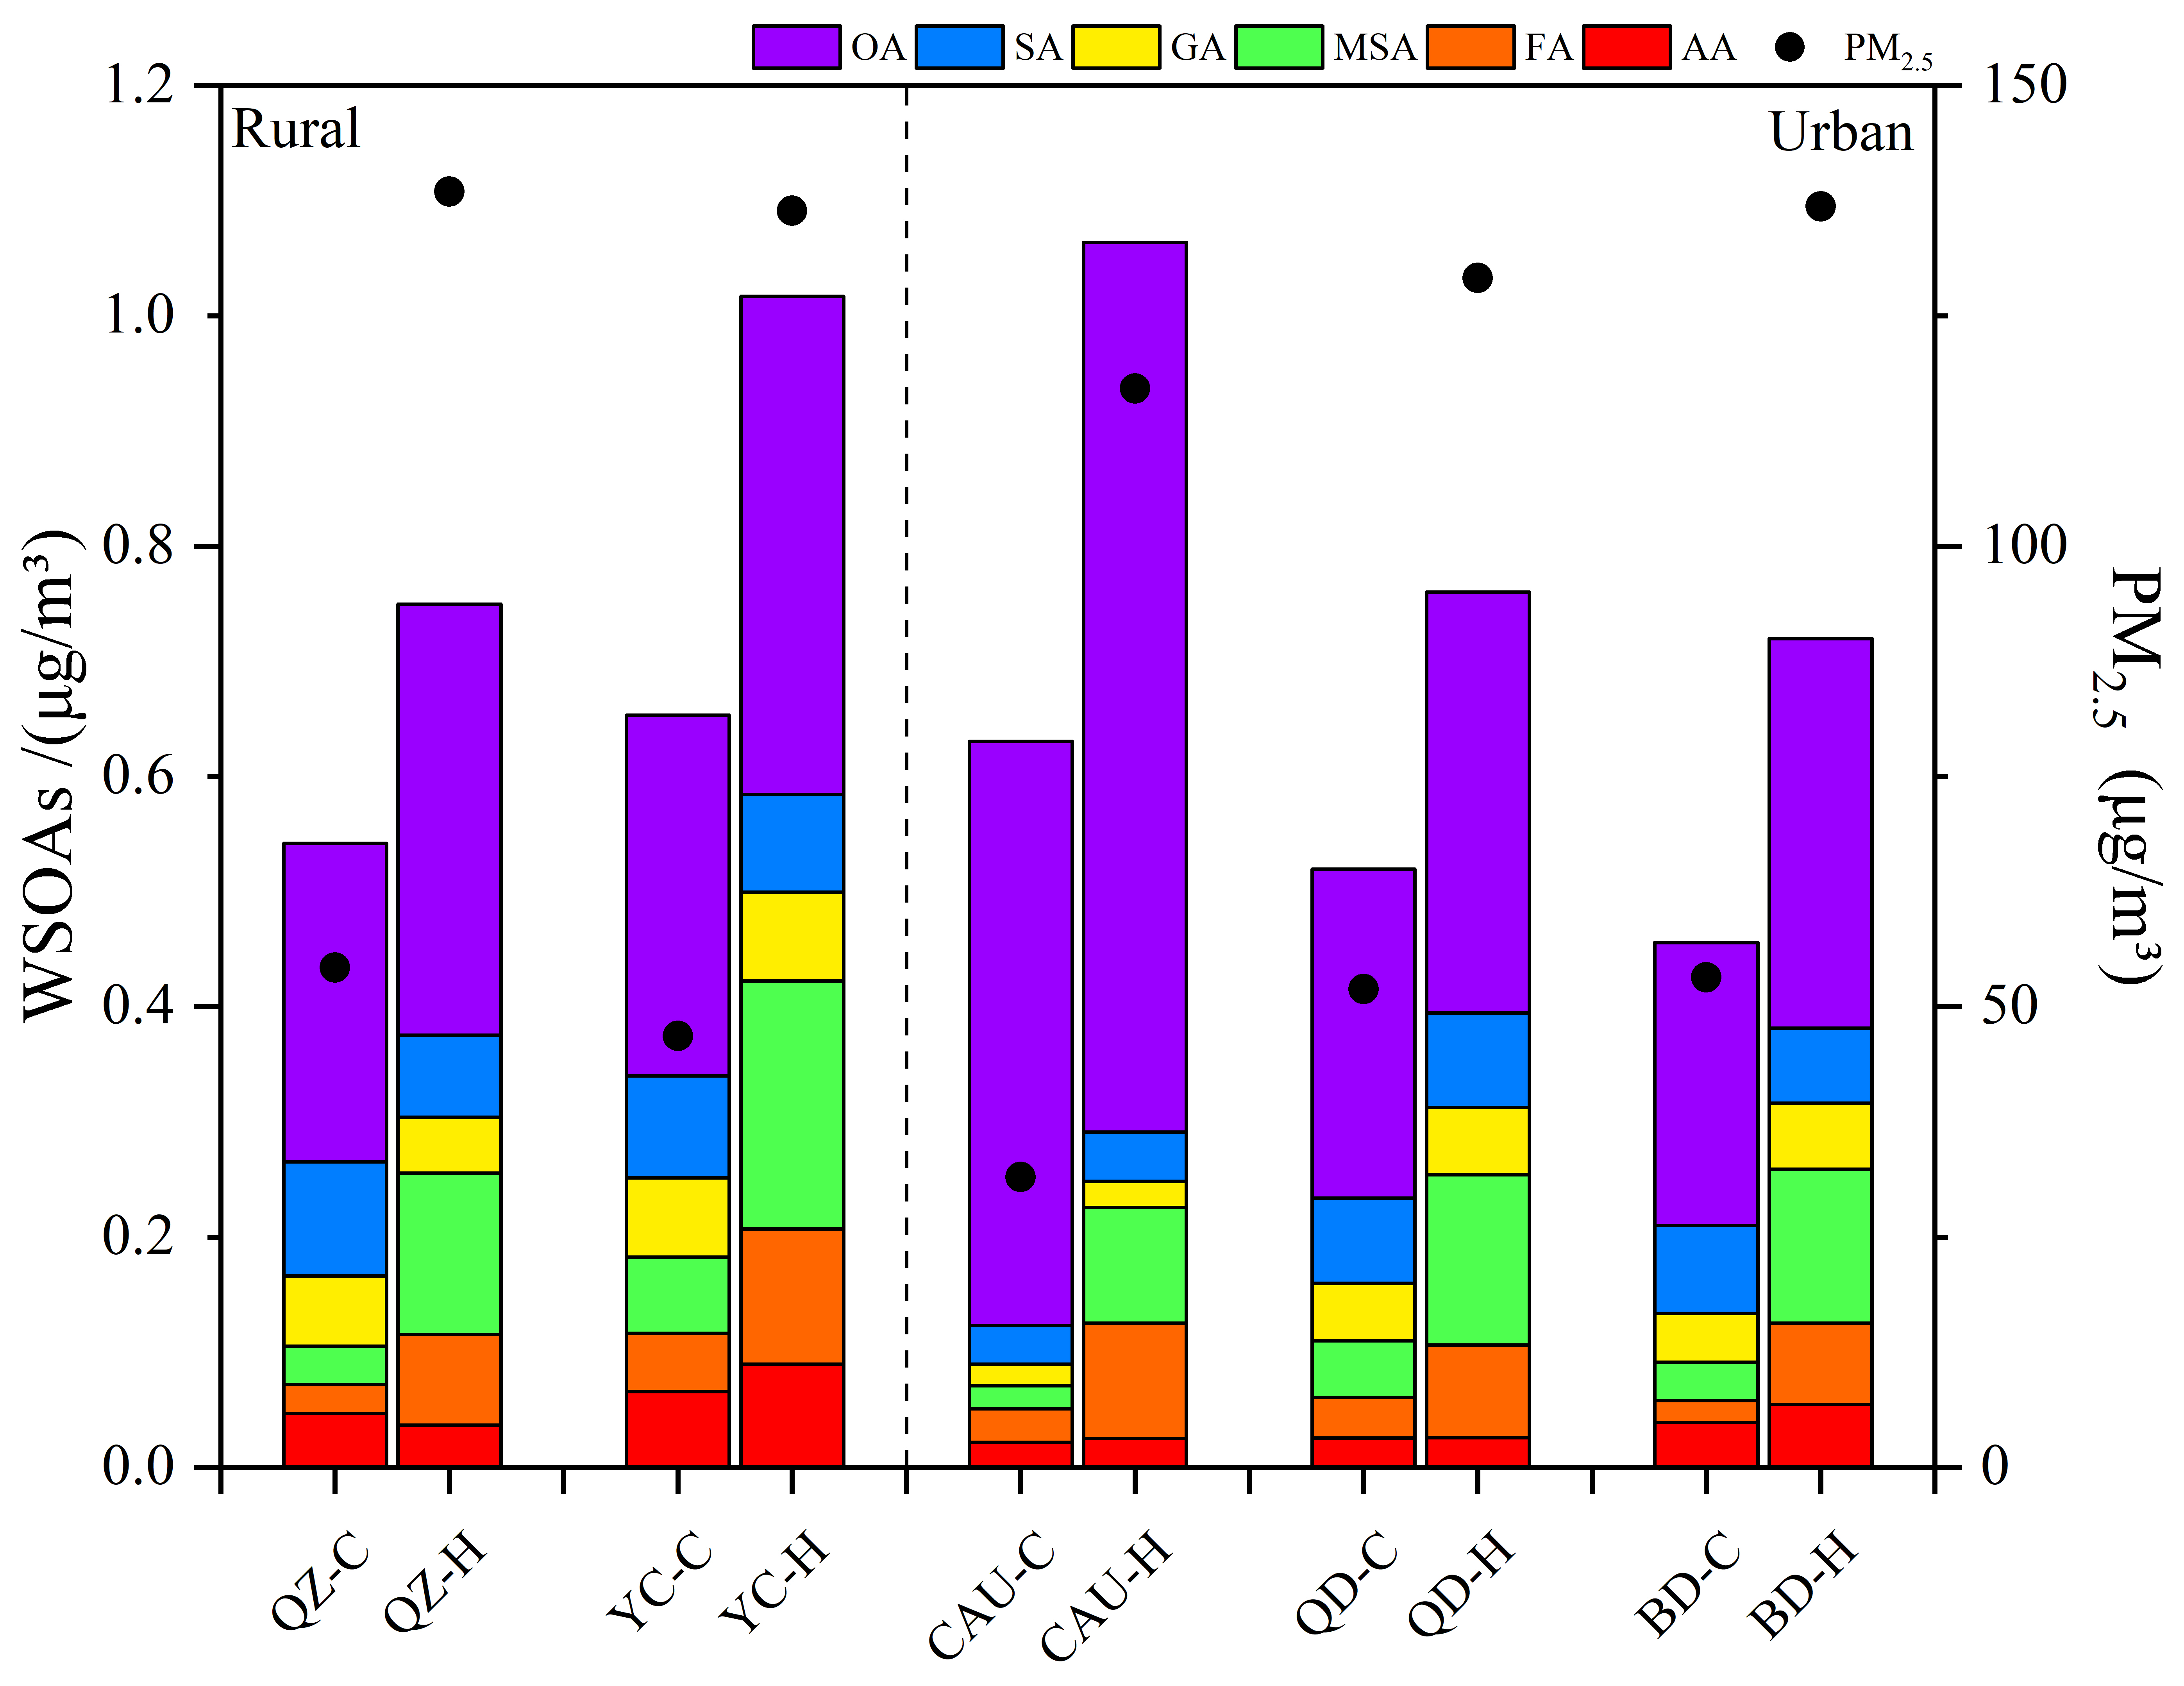 OA SA GA MSA FA AA PM2.5
Rural
Urban
1.2
1.0
0.8
0.6
0.4
0.2
0.0
WSOAs /(μg/m³)
150
100
50
0
PM2.5 (μg/m³)
QZ-C
QZ-H
YC-C
YC-H
CAU-C
CAU-H
QD-C
QD-H
BD-C
BD-H